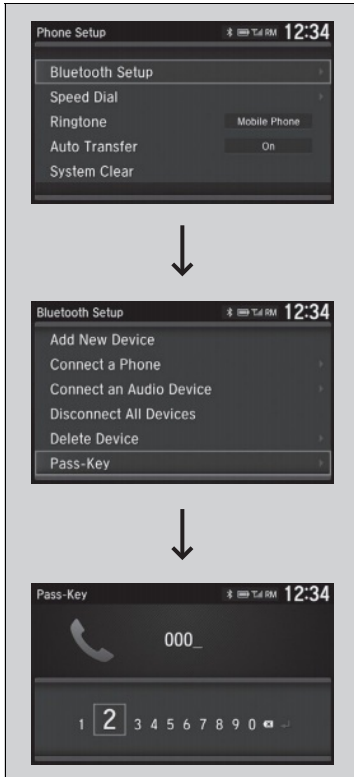 Phone Setup 12:34
Bluetooth Setup
Speed Dial
Ringtone Mobile Phone
Auto Transfer On
System Clear
Bluetooth Setup 12:34
Add New Device
Connect a Phone
Connect an Audio Device
Disconnect All Devices
Delete Device
Pass-Key
Pass-Key 12:34
000_
1 2 3 4 5 6 7 8 9 0